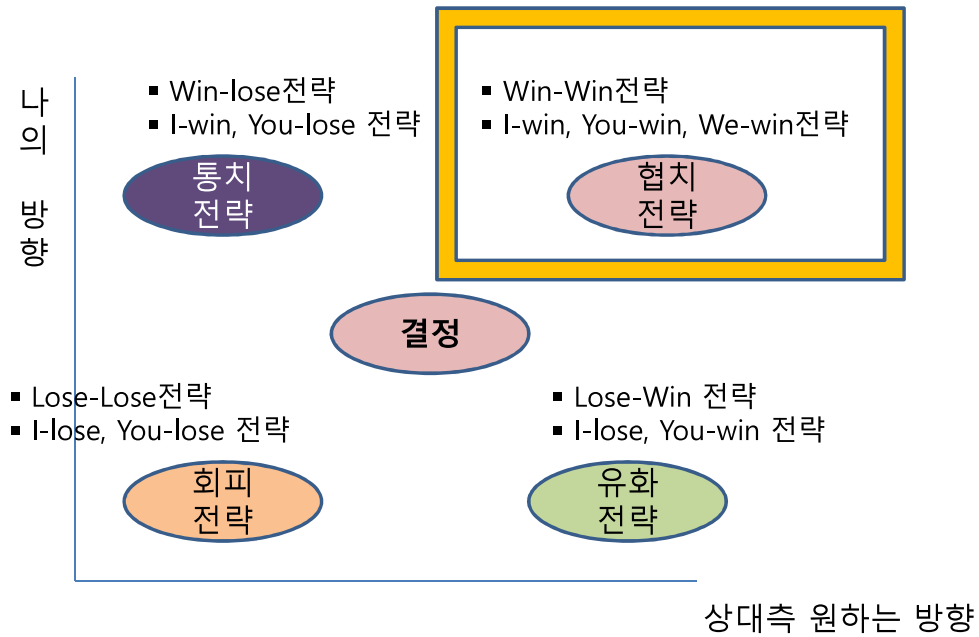 나의 방향
▪ Win-lose전략
▪ I-win, You-lose 전략
통치
전략
▪ Win-Win전략
▪ I-win, You-win, We-win전략
협치
전략
결정
▪ Lose-Lose전략
▪ I-lose, You-lose 전략
회피
전략
▪ Lose-Win 전략
▪ I-lose, You-win 전략
유화
전략
상대측 원하는 방향